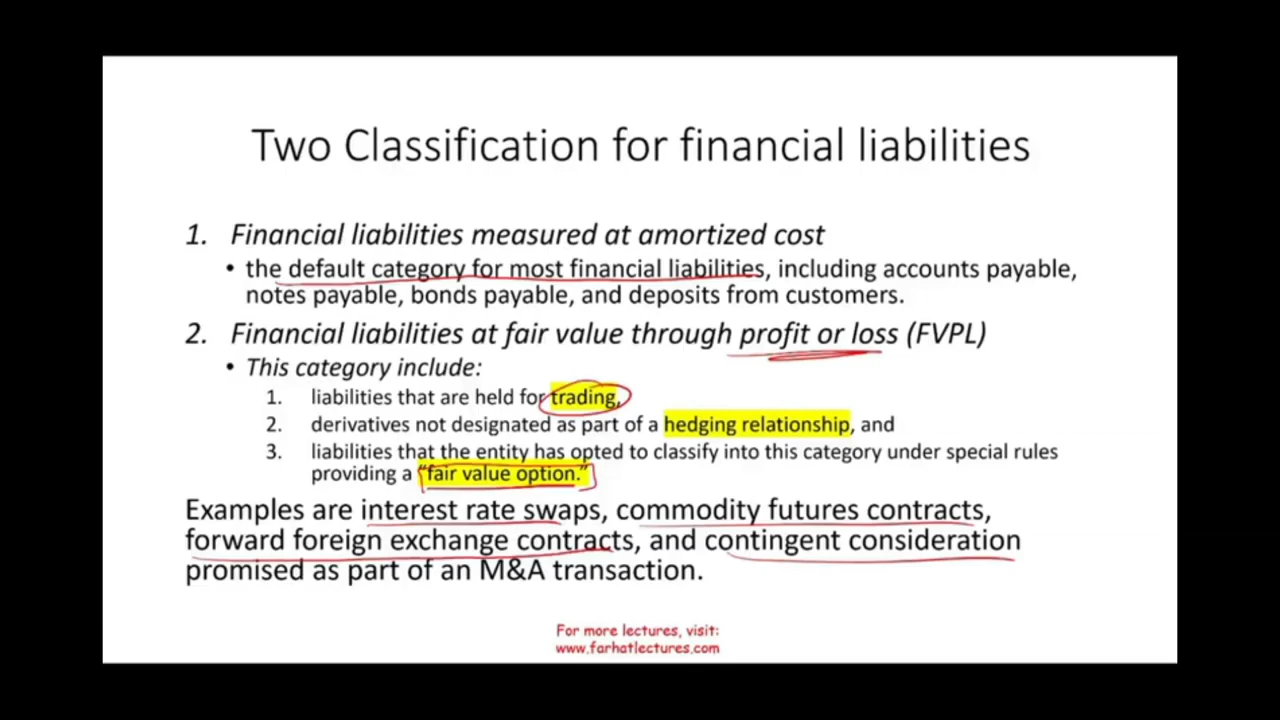 Two Classification for financial liabilities
1. Financial liabilities measured at amortized cost
• the default category for most financial liabilities, including accounts payable,
notes payable, bonds payable, and deposits from customers.
2. Financial liabilities at fair value through profit or loss (FVPL)
• This category include:
1. liabilities that are held for trading,
2. derivatives not designated as part of a hedging relationship, and
3. liabilities that the entity has opted to classify into this category under special rules
providing a “fair value option.”
Examples are interest rate swaps, commodity futures contracts,
forward foreign exchange contracts, and contingent consideration
promised as part of an M&A transaction.
For more lectures, visit:
www.farhatlectures.com